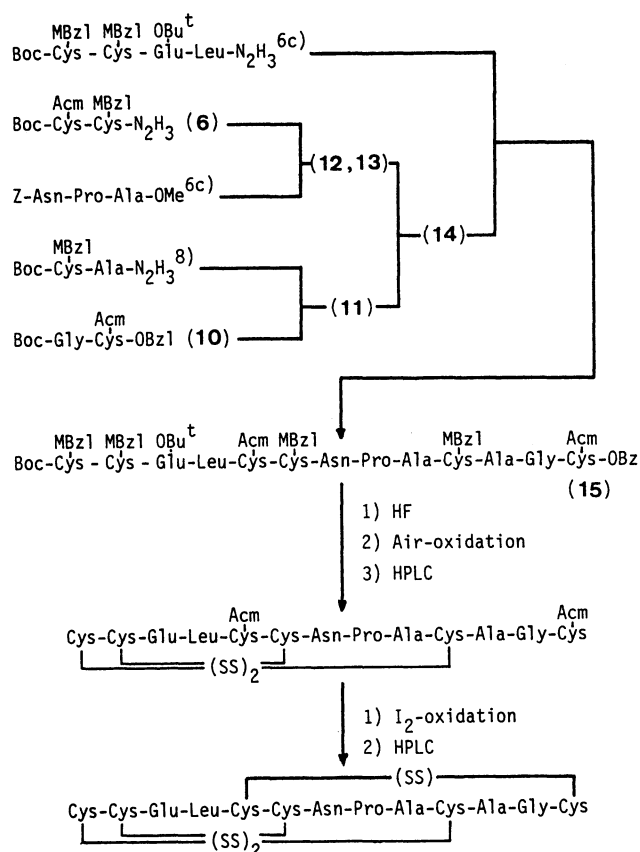 MBzl MBzl OBu^t
Boc-Cys - Cys - Glu-Leu-N2H3^6c)
Acm MBzl
Boc-Cys-Cys-N2H3 (6)
(12,13)
Z-Asn-Pro-Ala-OMe^6c)
(14)
MBzl
Boc-Cys-Ala-N2H3^8)
(11)
Acm
Boc-Gly-Cys-OBzl (10)
MBzl MBzl OBu^t Acm MBzl MBzl Acm
Boc-Cys - Cys - Glu-Leu-Cys-Cys-Asn-Pro-Ala-Cys-Ala-Gly-Cys-OBz
(15)
1) HF
2) Air-oxidation
3) HPLC
Acm Acm
Cys-Cys-Glu-Leu-Cys-Cys-Asn-Pro-Ala-Cys-Ala-Gly-Cys
(SS)2
1) I2-oxidation
2) HPLC
(SS)
Cys-Cys-Glu-Leu-Cys-Cys-Asn-Pro-Ala-Cys-Ala-Gly-Cys
(SS)2